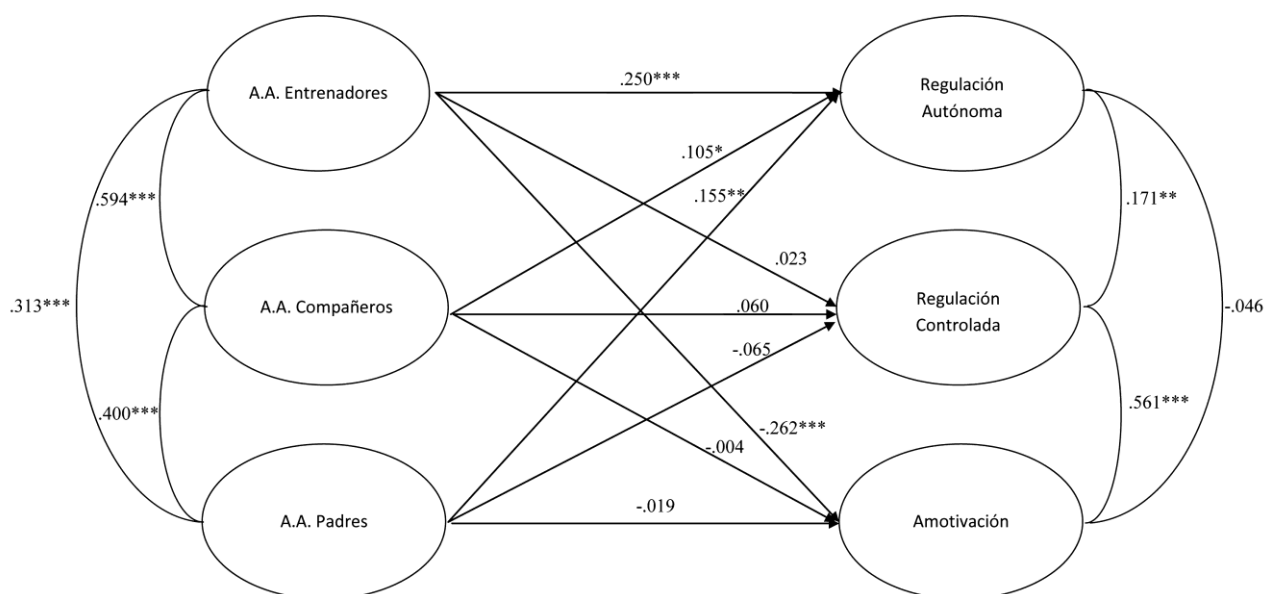 A.A. Entrenadores
.250***
Regulación
Autónoma
.105*
.155**
.594***
.171**
.023
.313***
A.A. Compañeros
.060
Regulación
Controlada
-.046
-.065
.400***
.561***
-.262***
-.004
A.A. Padres
-.019
Amotivación